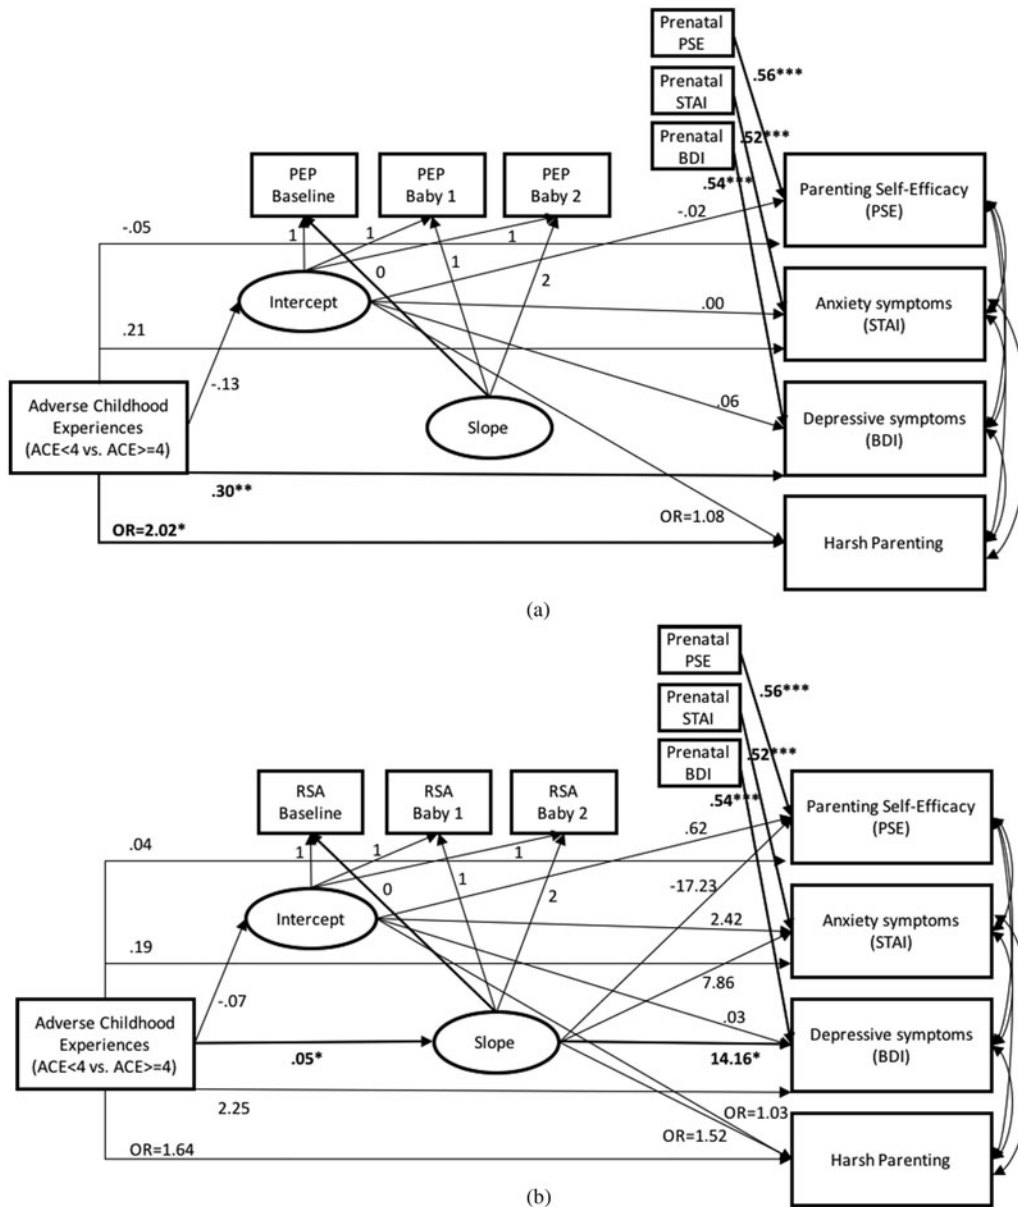 Prenatal
PSE
.56***
Prenatal
STAI
.52***
Prenatal
BDI
.54***
PEP
Baseline
PEP
Baby 1
PEP
Baby 2
Parenting Self-Efficacy
(PSE)
-.05
-.02
1
1
1
0
1
2
Intercept
.00
Anxiety symptoms
(STAI)
.21
-.13
.06
Adverse Childhood
Experiences
(ACE<4 vs. ACE>=4)
Slope
Depressive symptoms
(BDI)
.30**
OR=1.08
OR=2.02*
Harsh Parenting
(a)
Prenatal
PSE
.56***
Prenatal
STAI
.52***
Prenatal
BDI
.54***
RSA
Baseline
RSA
Baby 1
RSA
Baby 2
Parenting Self-Efficacy
(PSE)
.62
.04
1
1
1
0
1
2
-17.23
Intercept
2.42
Anxiety symptoms
(STAI)
.19
-.07
7.86
.03
Adverse Childhood
Experiences
(ACE<4 vs. ACE>=4)
.05*
Slope
14.16*
Depressive symptoms
(BDI)
2.25
OR=1.03
OR=1.52
OR=1.64
Harsh Parenting
(b)